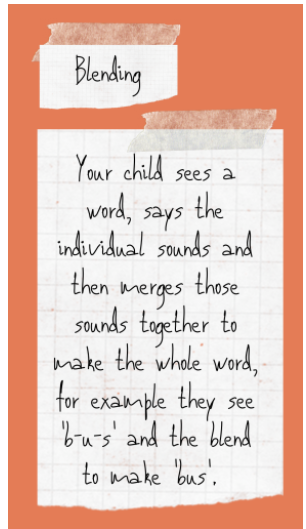 Blending
Your child sees a
word, says the
individual sounds and
then merges those
sounds together to
make the whole word,
for example they see
'b-u-s' and the blend
to make 'bus'.